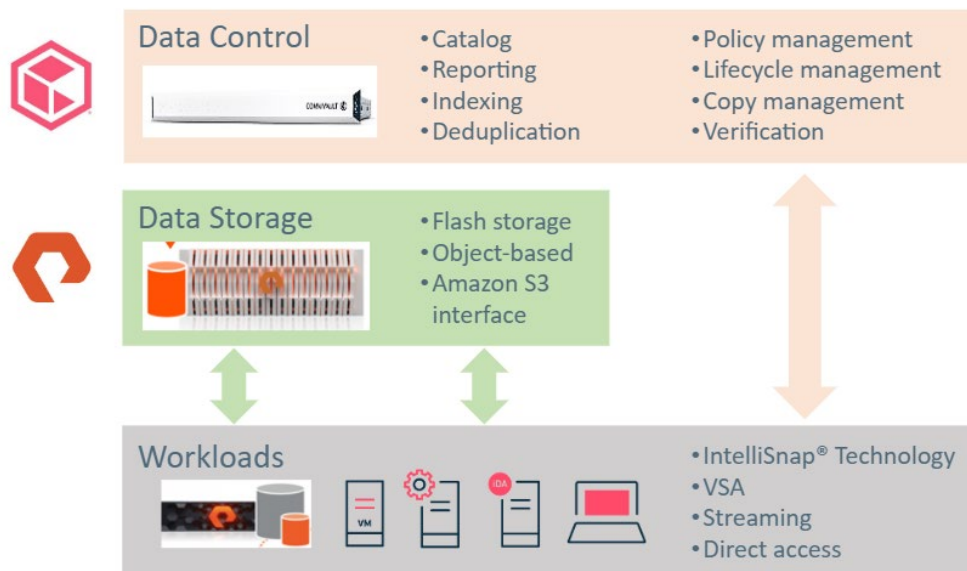 Data Control
COMMVAULT
• Catalog
• Reporting
• Indexing
• Deduplication
• Policy management
• Lifecycle management
• Copy management
• Verification
Data Storage
• Flash storage
• Object-based
• Amazon S3
interface
Workloads
VM
iDA
• IntelliSnap® Technology
• VSA
• Streaming
• Direct access